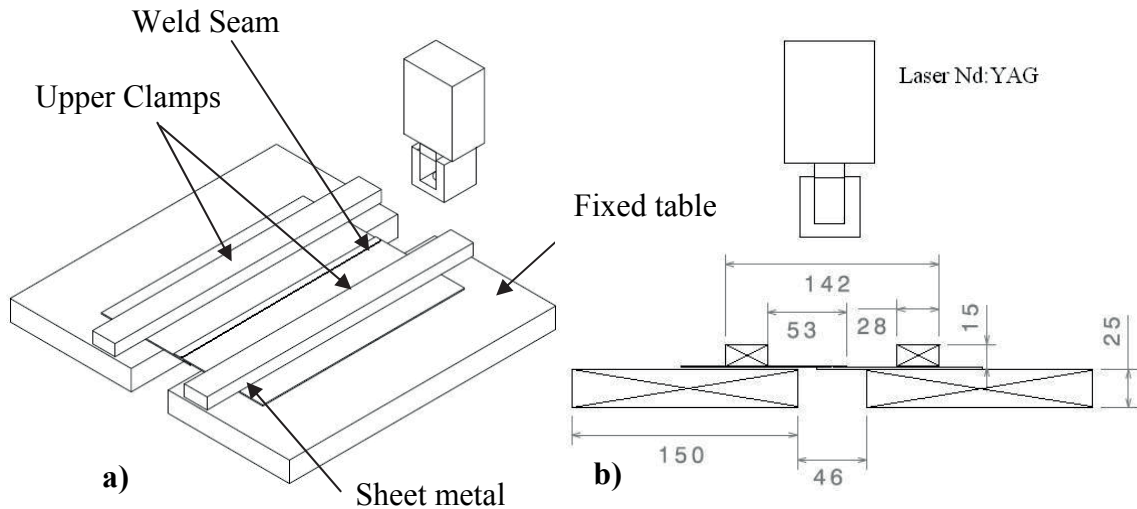 Weld Seam
Upper Clamps
Fixed table
Sheet metal
a)
Laser Nd:YAG
142
53
28
15
25
150
46
b)